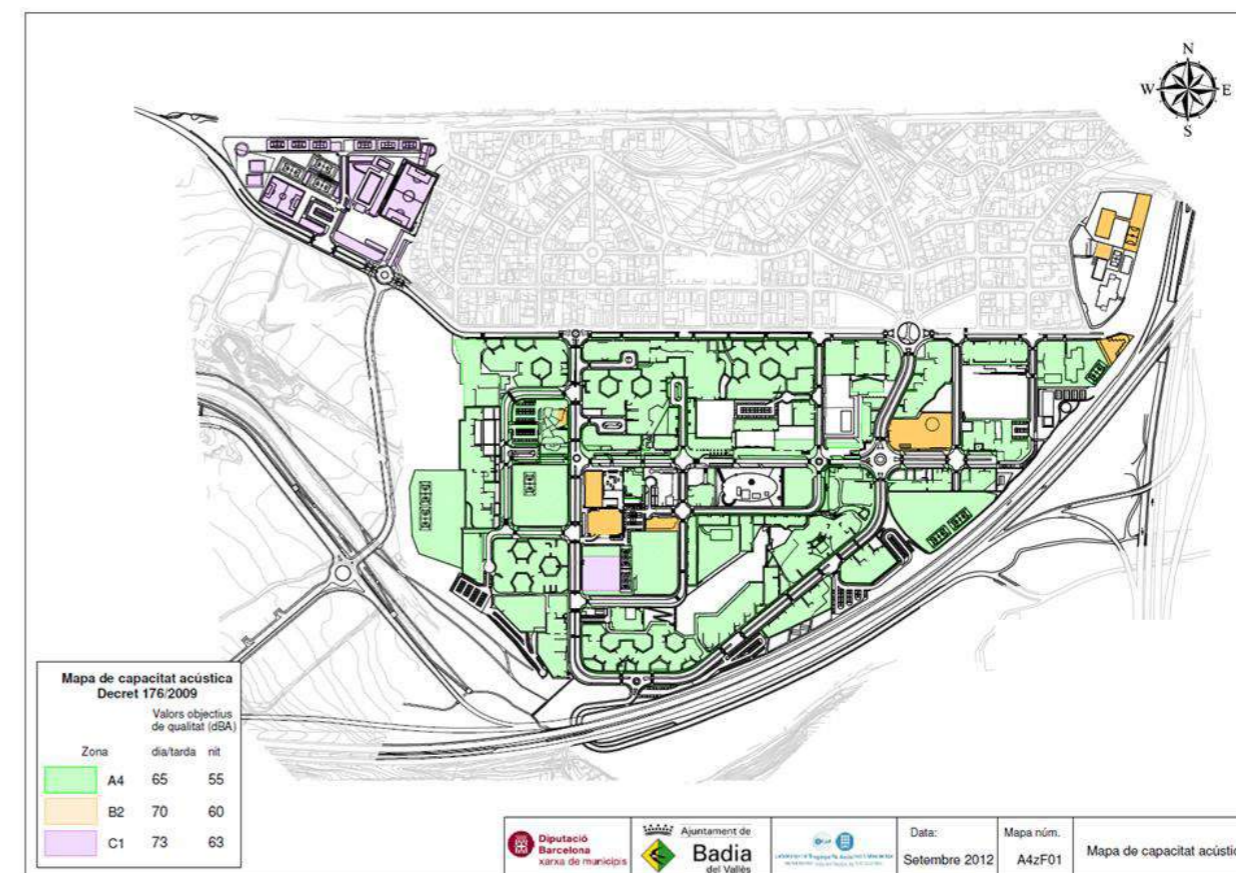 N
W E
S
Mapa de capacitat acústica
Decret 176/2009
Valors objectius
de qualitat (dBA)
Zona dia/tarda nit
A4 65 55
B2 70 60
C1 73 63
Diputació
Barcelona
xarxa de municipis
Ajuntament de
Badia
del Vallès
Data:
Setembre 2012
Mapa núm.
A4zF01
Mapa de capacitat acústic